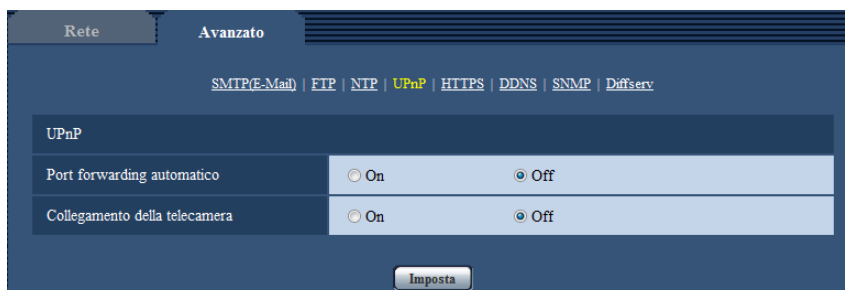 Rete Avanzato
SMTP(E-Mail) | FTP | NTP | UPnP | HTTPS | DDNS | SNMP | Diffserv
UPnP
Port forwarding automatico On Off
Collegamento della telecamera On Off
Imposta